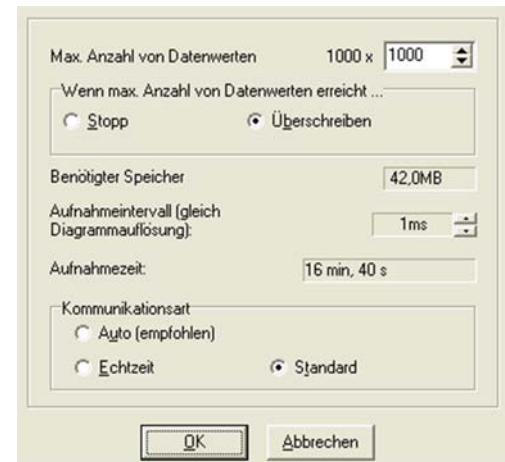 Max. Anzahl von Datenwerten 1000 x 1000
Wenn max. Anzahl von Datenwerten erreicht ...
Stopp Überschreiben
Benötigter Speicher 42,0MB
Aufnahmeintervall (gleich
Diagrammauflösung): 1ms
Aufnahmezeit: 16 min, 40 s
Kommunikationsart
Auto (empfohlen)
Echtzeit Standard
OK Abbrechen